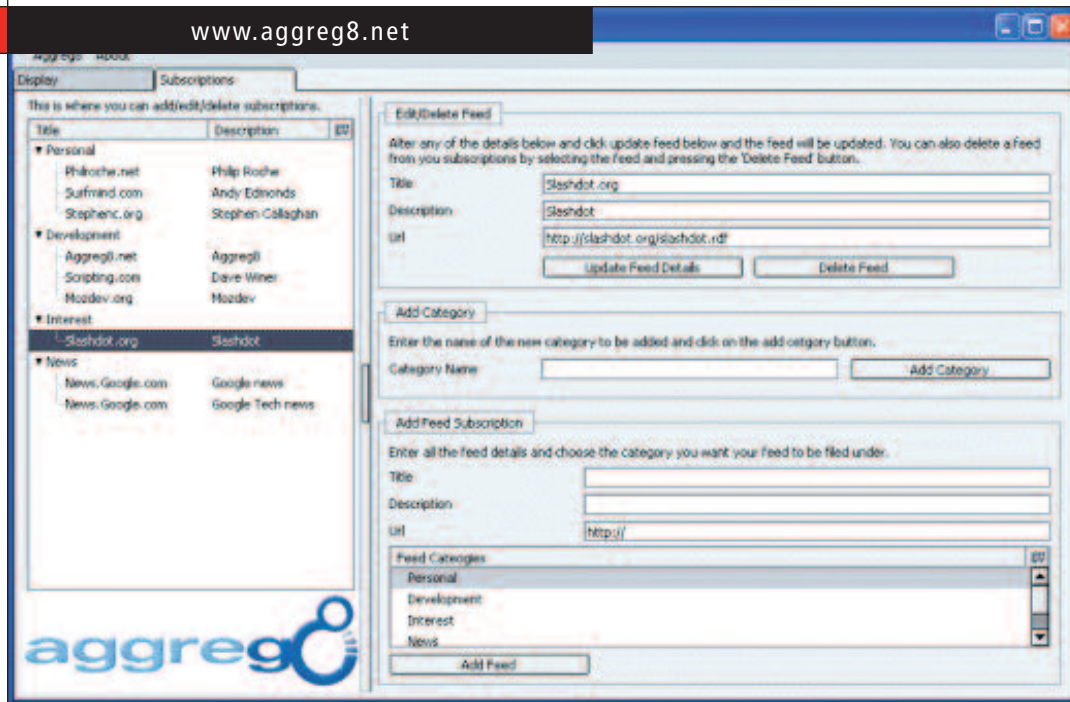 www.aggreg8.net
Aggreg8 About
Display Subscriptions
This is where you can add/edit/delete subscriptions.
Title Description
Personal
Philroche.net Philip Roche
Surfmind.com Andy Edmonds
Stephenc.org Stephen Callaghan
Development
Aggreg8.net Aggreg8
Scripting.com Dave Winer
Mozdev.org Mozdev
Interest
Slashdot.org Slashdot
News
News.Google.com Google news
News.Google.com Google Tech news
aggreg8
Edit/Delete Feed
Alter any of the details below and click update feed below and the feed will be updated. You can also delete a feed
from you subscriptions by selecting the feed and pressing the 'Delete Feed' button.
Title Slashdot.org
Description Slashdot
Url http://slashdot.org/slashdot.rdf
Update Feed Details Delete Feed
Add Category
Enter the name of the new category to be added and click on the add cetgory button.
Category Name Add Category
Add Feed Subscription
Enter all the feed details and choose the category you want your feed to be filed under.
Title
Description
Url http://
Feed Cateogies
Personal
Development
Interest
News
Add Feed